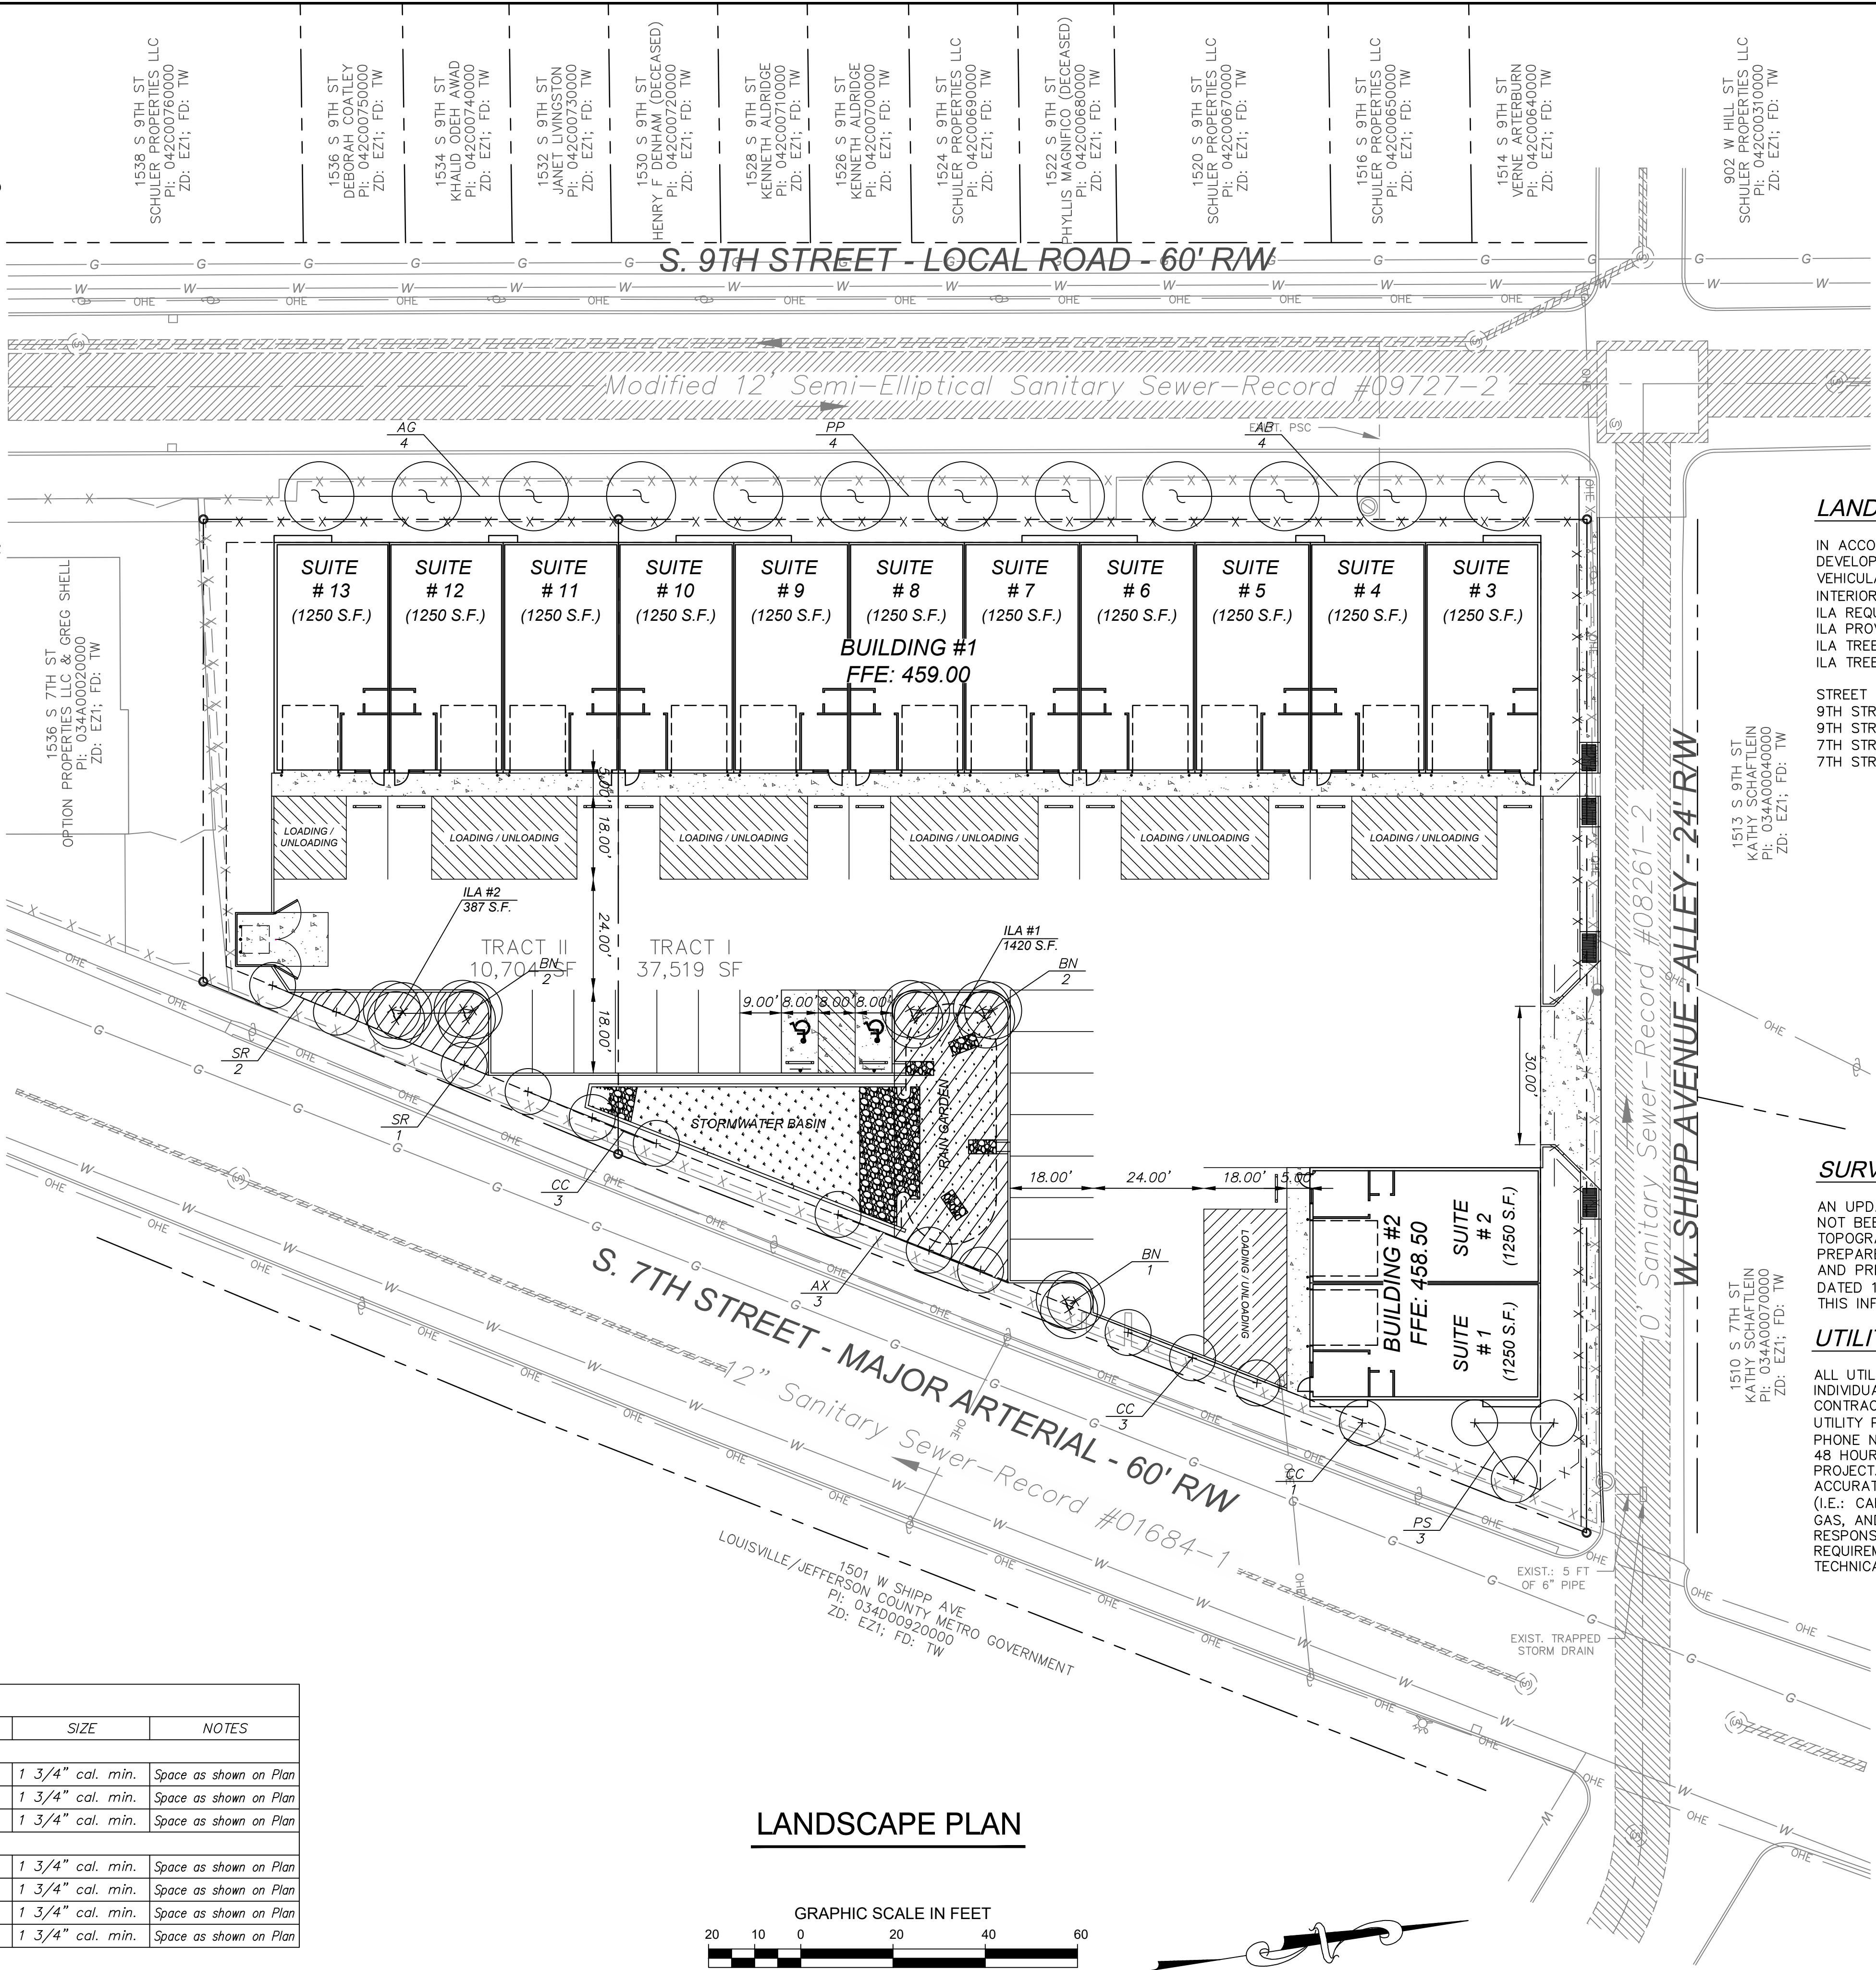 1538 S 9TH ST
SCHULER PROPERTIES LLC
PI: 042C00760000
ZD: EZ1; FD: TW
1536 S 9TH ST
DEBORAH COATLEY
PI: 042C00750000
ZD: EZ1; FD: TW
1534 S 9TH ST
KHALID ODEH AWAD
PI: 042C00740000
ZD: EZ1; FD: TW
1532 S 9TH ST
JANET LIVINGSTON
PI: 042C00730000
ZD: EZ1; FD: TW
1530 S 9TH ST
HENRY F DENHAM (DECEASED)
PI: 042C00720000
ZD: EZ1; FD: TW
1528 S 9TH ST
KENNETH ALDRIDGE
PI: 042C00710000
ZD: EZ1; FD: TW
1526 S 9TH ST
KENNETH ALDRIDGE
PI: 042C00700000
ZD: EZ1; FD: TW
1524 S 9TH ST
SCHULER PROPERTIES LLC
PI: 042C00690000
ZD: EZ1; FD: TW
1522 S 9TH ST
PHYLLIS MAGNIFICO (DECEASED)
PI: 042C00680000
ZD: EZ1; FD: TW
1520 S 9TH ST
SCHULER PROPERTIES LLC
PI: 042C00670000
ZD: EZ1; FD: TW
1516 S 9TH ST
SCHULER PROPERTIES LLC
PI: 042C00650000
ZD: EZ1; FD: TW
1514 S 9TH ST
VERNE ARTERBURN
PI: 042C00640000
ZD: EZ1; FD: TW
902 W HILL ST
SCHULER PROPERTIES LLC
PI: 042C00310000
ZD: EZ1; FD: TW
S. 9TH STREET - LOCAL ROAD - 60' R/W
Modified 12' Semi-Elliptical Sanitary Sewer-Record #09727-2
AG
4
PP
4
AB
4
EXIST. PSC
SUITE
# 13
(1250 S.F.)
SUITE
# 12
(1250 S.F.)
SUITE
# 11
(1250 S.F.)
SUITE
# 10
(1250 S.F.)
SUITE
# 9
(1250 S.F.)
SUITE
# 8
(1250 S.F.)
SUITE
# 7
(1250 S.F.)
SUITE
# 6
(1250 S.F.)
SUITE
# 5
(1250 S.F.)
SUITE
# 4
(1250 S.F.)
SUITE
# 3
(1250 S.F.)
BUILDING #1
FFE: 459.00
1536 S 7TH ST
OPTION PROPERTIES LLC & GREG SHELL
PI: 034A00020000
ZD: EZ1; FD: TW
LOADING /
UNLOADING
LOADING / UNLOADING
LOADING / UNLOADING
LOADING / UNLOADING
LOADING / UNLOADING
LOADING / UNLOADING
5.00'
18.00'
24.00'
18.00'
ILA #2
387 S.F.
TRACT II
10,704 SF
TRACT I
37,519 SF
BN
2
ILA #1
1420 S.F.
BN
2
9.00'
8.00'
8.00'
8.00'
SR
2
SR
1
STORMWATER BASIN
RAIN GARDEN
CC
3
AX
3
BN
1
18.00'
24.00'
18.00'
5.00'
30.00'
LOADING / UNLOADING
BUILDING #2
FFE: 458.50
SUITE
# 2
(1250 S.F.)
SUITE
# 1
(1250 S.F.)
CC
3
CC
1
PS
3
S. 7TH STREET - MAJOR ARTERIAL - 60' R/W
12" Sanitary Sewer-Record #01684-1
1501 W SHIPP AVE
LOUISVILLE/JEFFERSON COUNTY METRO GOVERNMENT
PI: 034D00920000
ZD: EZ1; FD: TW
EXIST.: 5 FT
OF 6" PIPE
EXIST. TRAPPED
STORM DRAIN
10' Sanitary Sewer-Record #08261-2
W. SHIPP AVENUE - ALLEY - 24' R/W
1513 S 9TH ST
KATHY SCHAFTLEIN
PI: 034A00040000
ZD: EZ1; FD: TW
1510 S 7TH ST
KATHY SCHAFTLEIN
PI: 034A00070000
ZD: EZ1; FD: TW
LAND
IN ACCO
DEVELOP
VEHICULA
INTERIOR
ILA REQU
ILA PROV
ILA TREE
ILA TREE
STREET
9TH STR
9TH STR
7TH STR
7TH STR
SURV
AN UPD
NOT BEE
TOPOGRA
PREPARE
AND PRE
DATED 1
THIS INF
UTILIT
ALL UTIL
INDIVIDUA
CONTRAC
UTILITY P
PHONE N
48 HOUR
PROJECT
ACCURAT
(I.E.: CA
GAS, AND
RESPONS
REQUIREM
TECHNICA
SIZE NOTES
1 3/4" cal. min. Space as shown on Plan
1 3/4" cal. min. Space as shown on Plan
1 3/4" cal. min. Space as shown on Plan
1 3/4" cal. min. Space as shown on Plan
1 3/4" cal. min. Space as shown on Plan
1 3/4" cal. min. Space as shown on Plan
1 3/4" cal. min. Space as shown on Plan
LANDSCAPE PLAN
GRAPHIC SCALE IN FEET
20 10 0 20 40 60